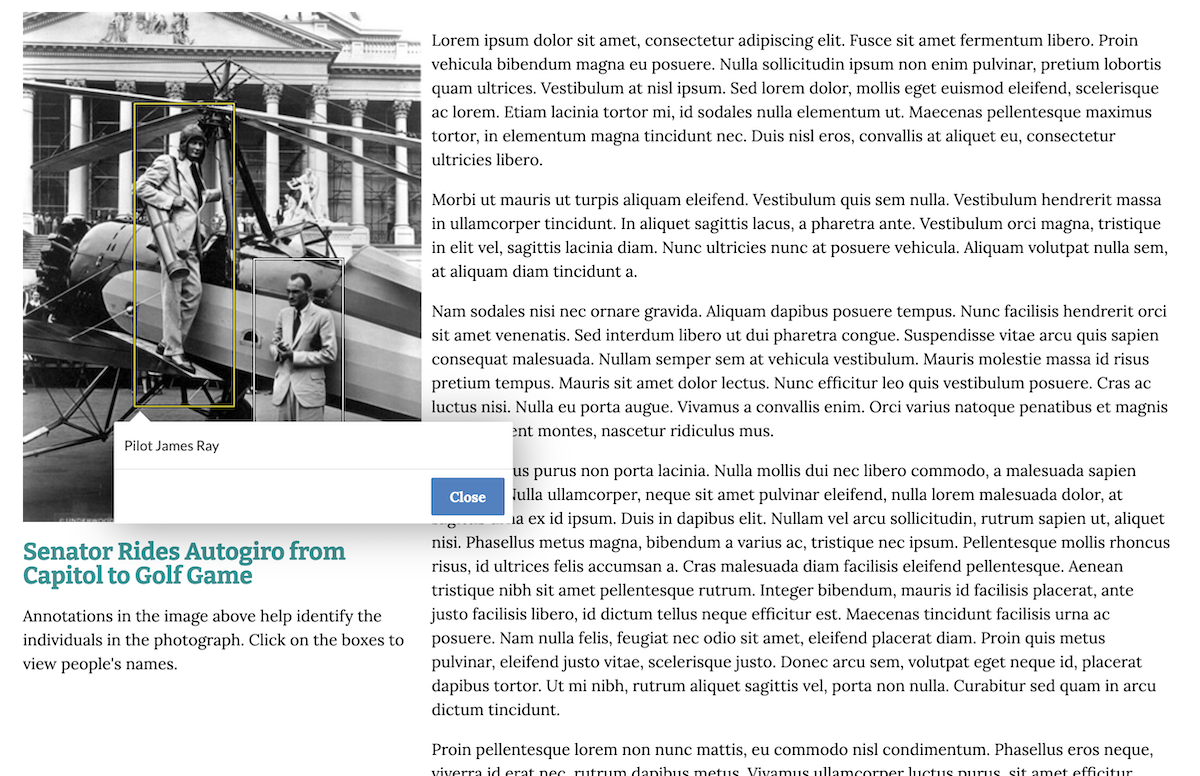 Lorem ipsum dolor sit amet, consectetur adipiscing elit. Fusce sit amet fermentum libero. Proin
vehicula bibendum magna eu posuere. Nulla sollicitudin ipsum non enim pulvinar, pretium lobortis
quam ultrices. Vestibulum at nisl ipsum. Sed lorem dolor, mollis eget euismod eleifend, scelerisque
ac lorem. Etiam lacinia tortor mi, id sodales nulla elementum ut. Maecenas pellentesque maximus
tortor, in elementum magna tincidunt nec. Duis nisl eros, convallis at aliquet eu, consectetur
ultricies libero.
Morbi ut mauris ut turpis aliquam eleifend. Vestibulum quis sem nulla. Vestibulum hendrerit massa
in ullamcorper tincidunt. In aliquet sagittis lacus, a pharetra ante. Vestibulum orci magna, tristique
in est vel, sagittis lacinia diam. Nunc ultrices nunc at posuere vehicula. Aliquam volutpat arcu sem,
at aliquam diam tincidunt a.
Nam sodales nisi nec ornare gravida. Aliquam dapibus posuere tempus. Nunc facilisis hendrerit orci
sit amet venenatis. Sed interdum libero ut dui pharetra congue. Suspendisse vitae arcu quis sapien
consequat malesuada. Nullam semper sem at vehicula vestibulum. Mauris molestie massa id risus
pretium tempus. Mauris sit amet dolor lectus. Nunc efficitur leo quis vestibulum posuere. Cras ac
luctus nisi. Nulla eu porta neque. Vivamus a convallis enim. Orci varius natoque penatibus et magnis
ent montes, nascetur ridiculus mus.
us purus non porta lacinia. Nulla mollis dui nec libero commodo, a malesuada sapien
Nulla ullamcorper, neque sit amet pulvinar eleifend, nulla lorem malesuada dolor, at
ex id ipsum. Duis in dapibus elit. Nullam vel arcu sollicitudin, rutrum sapien ut, aliquet
nisi. Phasellus metus magna, bibendum a varius ac, tristique nec ipsum. Pellentesque mollis rhoncus
risus, id ultrices felis accumsan a. Cras malesuada diam facilisis eleifend pellentesque. Aenean
tristique nibh sit amet pellentesque rutrum. Integer bibendum, mauris id facilisis placerat, ante
justo facilisis libero, id dictum tellus neque efficitur est. Maecenas tincidunt facilisis urna ac
posuere. Nam nulla felis, feugiat nec odio sit amet, eleifend placerat diam. Proin quis metus
pulvinar, eleifend justo vitae, scelerisque justo. Donec arcu sem, volutpat eget neque id, placerat
dapibus tortor. Ut mi nibh, rutrum aliquet sagittis vel, porta non nulla. Curabitur sed quam in arcu
dictum tincidunt.
Proin pellentesque lorem non nunc mattis, eu commodo nisl condimentum. Phasellus eros neque,
viverra id erat nec, rutrum dapibus metus. Vivamus ullamcorper luctus purus, sit amet efficitur
Pilot James Ray
Close
© UNDERWOOD
Senator Rides Autogiro from
Capitol to Golf Game
Annotations in the image above help identify the
individuals in the photograph. Click on the boxes to
view people's names.